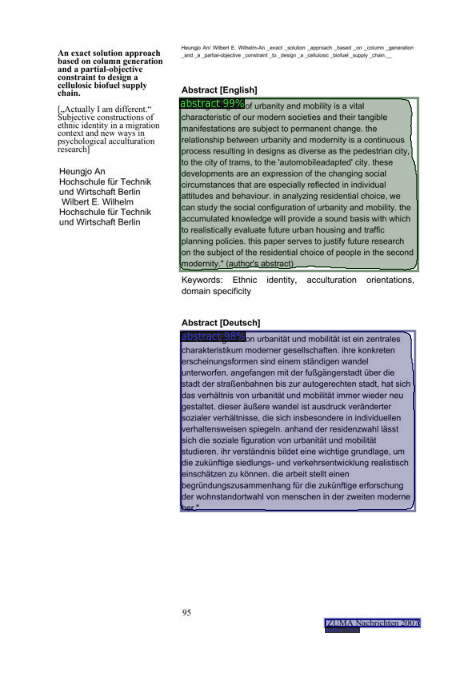 Heungjo An/ Wilbert E. Wilhelm-An _exact _solution _approach _based _on _column _generation
_and _a _partial-objective _constraint _to _design _a _cellulosic _biofuel _supply _chain.__
An exact solution approach
based on column generation
and a partial-objective
constraint to design a
cellulosic biofuel supply
chain.
[„Actually I am different.“
Subjective constructions of
ethnic identity in a migration
context and new ways in
psychological acculturation
research]
Heungjo An
Hochschule für Technik
und Wirtschaft Berlin
Wilbert E. Wilhelm
Hochschule für Technik
und Wirtschaft Berlin
Abstract [English]
abstract 99% of urbanity and mobility is a vital
characteristic of our modern societies and their tangible
manifestations are subject to permanent change. the
relationship between urbanity and modernity is a continuous
process resulting in designs as diverse as the pedestrian city,
to the city of trams, to the 'automobileadapted' city. these
developments are an expression of the changing social
circumstances that are especially reflected in individual
attitudes and behaviour. in analyzing residential choice, we
can study the social configuration of urbanity and mobility. the
accumulated knowledge will provide a sound basis with which
to realistically evaluate future urban housing and traffic
planning policies. this paper serves to justify future research
on the subject of the residential choice of people in the second
modernity." (author's abstract)
Keywords: Ethnic identity, acculturation orientations,
domain specificity
Abstract [Deutsch]
abstract on urbanität und mobilität ist ein zentrales
charakteristikum moderner gesellschaften. ihre konkreten
erscheinungsformen sind einem ständigen wandel
unterworfen. angefangen mit der fußgängerstadt über die
stadt der straßenbahnen bis zur autogerechten stadt, hat sich
das verhältnis von urbanität und mobilität immer wieder neu
gestaltet. dieser äußere wandel ist ausdruck veränderter
sozialer verhältnisse, die sich insbesondere in individuellen
verhaltensweisen spiegeln. anhand der residenzwahl lässt
sich die soziale figuration von urbanität und mobilität
studieren. ihr verständnis bildet eine wichtige grundlage, um
die zukünftige siedlungs- und verkehrsentwicklung realistisch
einschätzen zu können. die arbeit stellt einen
begründungszusammenhang für die zukünftige erforschung
der wohnstandortwahl von menschen in der zweiten moderne
95
ZUMA Nachrichten 2007